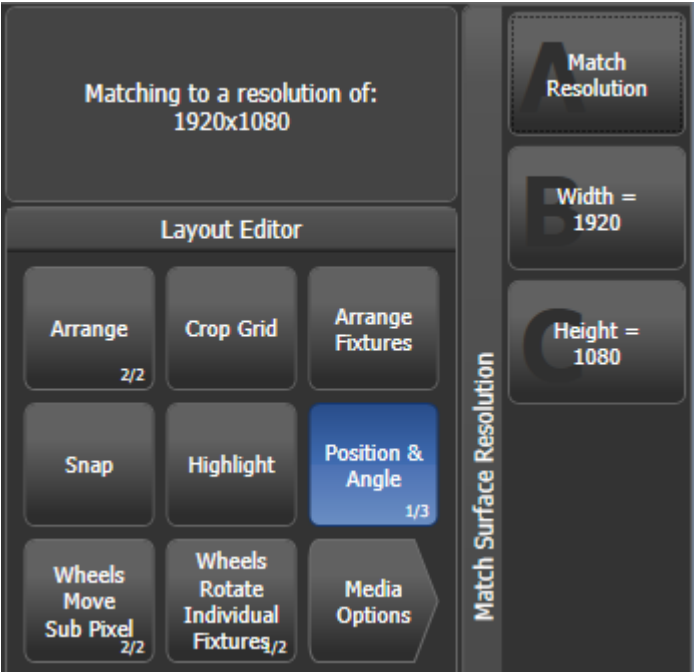 Matching to a resolution of:
1920x1080
Layout Editor
Arrange
2/2
Crop Grid
Arrange
Fixtures
Snap
Highlight
Position &
Angle
1/3
Wheels
Move
Sub Pixel
2/2
Wheels
Rotate
Individual
Fixtures
1/2
Media
Options
Match Surface Resolution
A
Match
Resolution
B
Width =
1920
C
Height =
1080